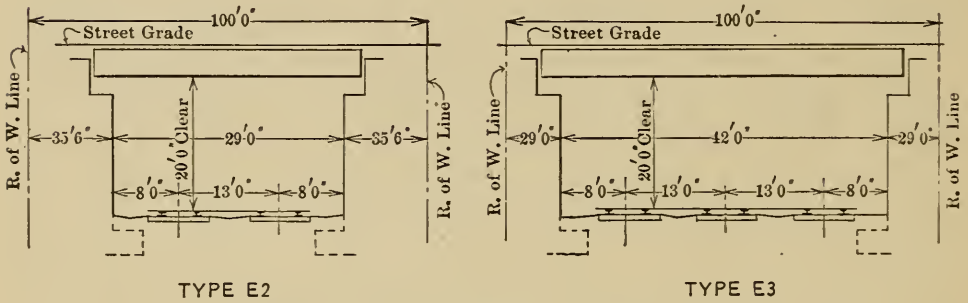 100'0"
Street Grade
R. of W. Line
35'6"
29'0"
35'6"
20'0" Clear
8'0"
13'0"
8'0"
R. of W. Line
TYPE E2
100'0"
Street Grade
R. of W. Line
29'0"
42'0"
29'0"
20'0" Clear
8'0"
13'0"
13'0"
8'0"
R. of W. Line
TYPE E3